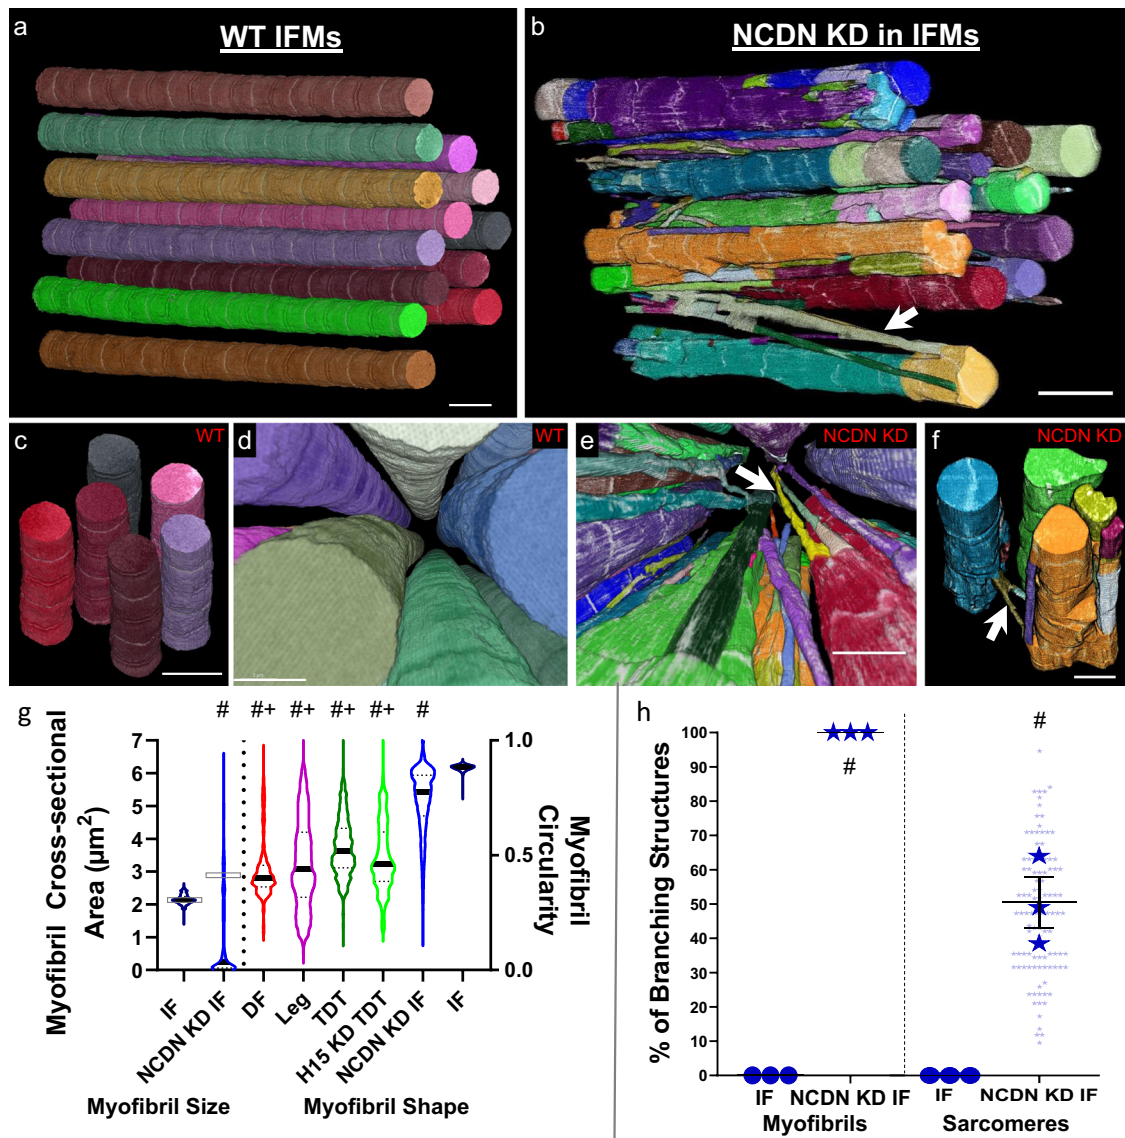 a
WT IFMs
b
NCDN KD in IFMs
c
WT
d
WT
e
NCDN KD
f
NCDN KD
g
# #+ #+ #+ #+ #
Myofibril Cross-sectional
Area (µm²)
7
6
5
4
3
2
1
0
1.0
0.5
0.0
Myofibril
Circularity
IF
NCDN KD IF
DF
Leg
TDT
H15 KD TDT
NCDN KD IF
IF
Myofibril Size
Myofibril Shape
h
% of Branching Structures
100
90
80
70
60
50
40
30
20
10
0
#
#
IF NCDN KD IF IF NCDN KD IF
Myofibrils Sarcomeres